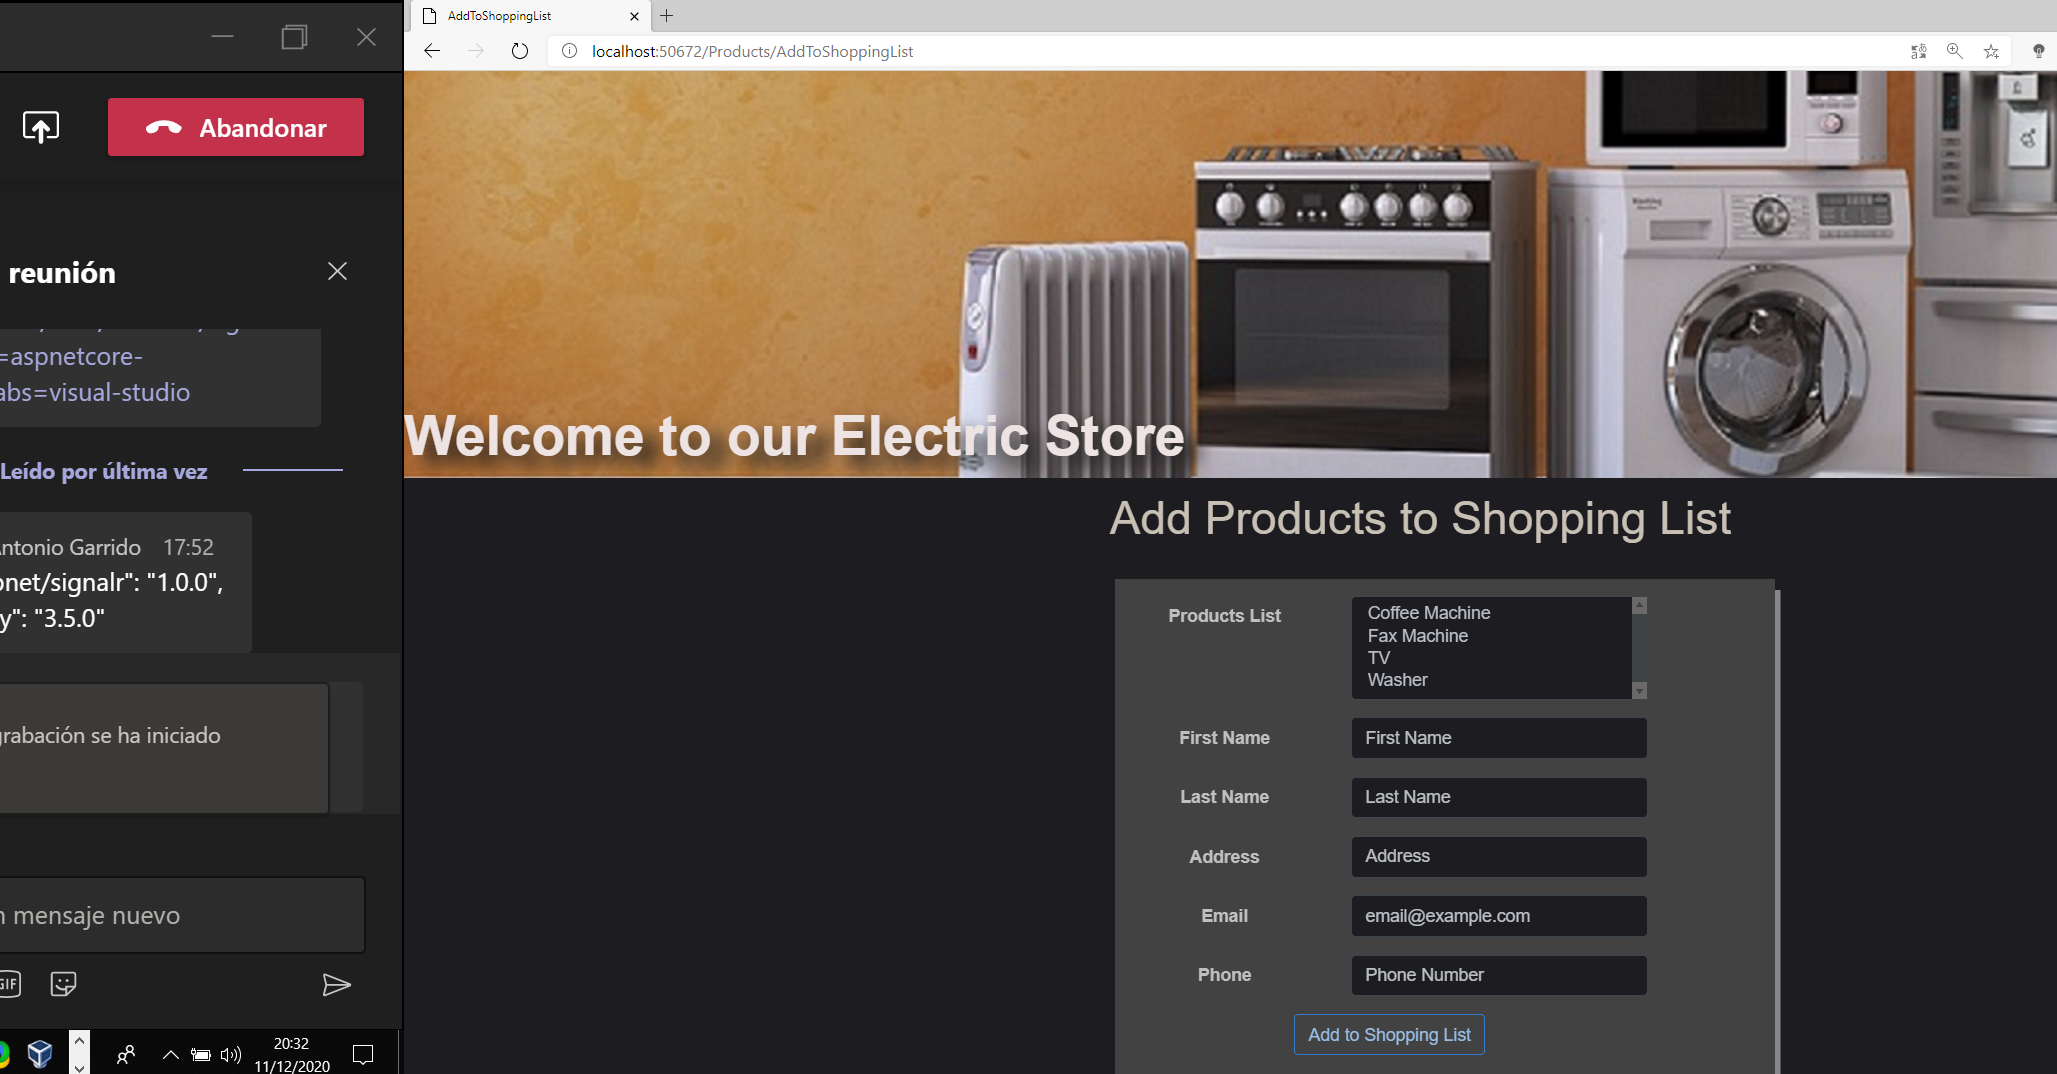 Abandonar
reunión
=aspnetcore-
abs=visual-studio
Leído por última vez
ntonio Garrido 17:52
net/signalr": "1.0.0",
y": "3.5.0"
grabación se ha iniciado
mensaje nuevo
GIF
20:32
11/12/2020
AddToShoppingList
localhost:50672/Products/AddToShoppingList
Welcome to our Electric Store
Add Products to Shopping List
Products List
Coffee Machine
Fax Machine
TV
Washer
First Name First Name
Last Name Last Name
Address Address
Email email@example.com
Phone Phone Number
Add to Shopping List